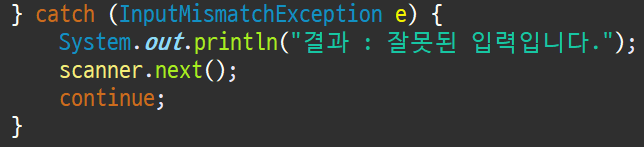 } catch (InputMismatchException e) {
    System.out.println("결과 : 잘못된 입력입니다.");
    scanner.next();
    continue;
}